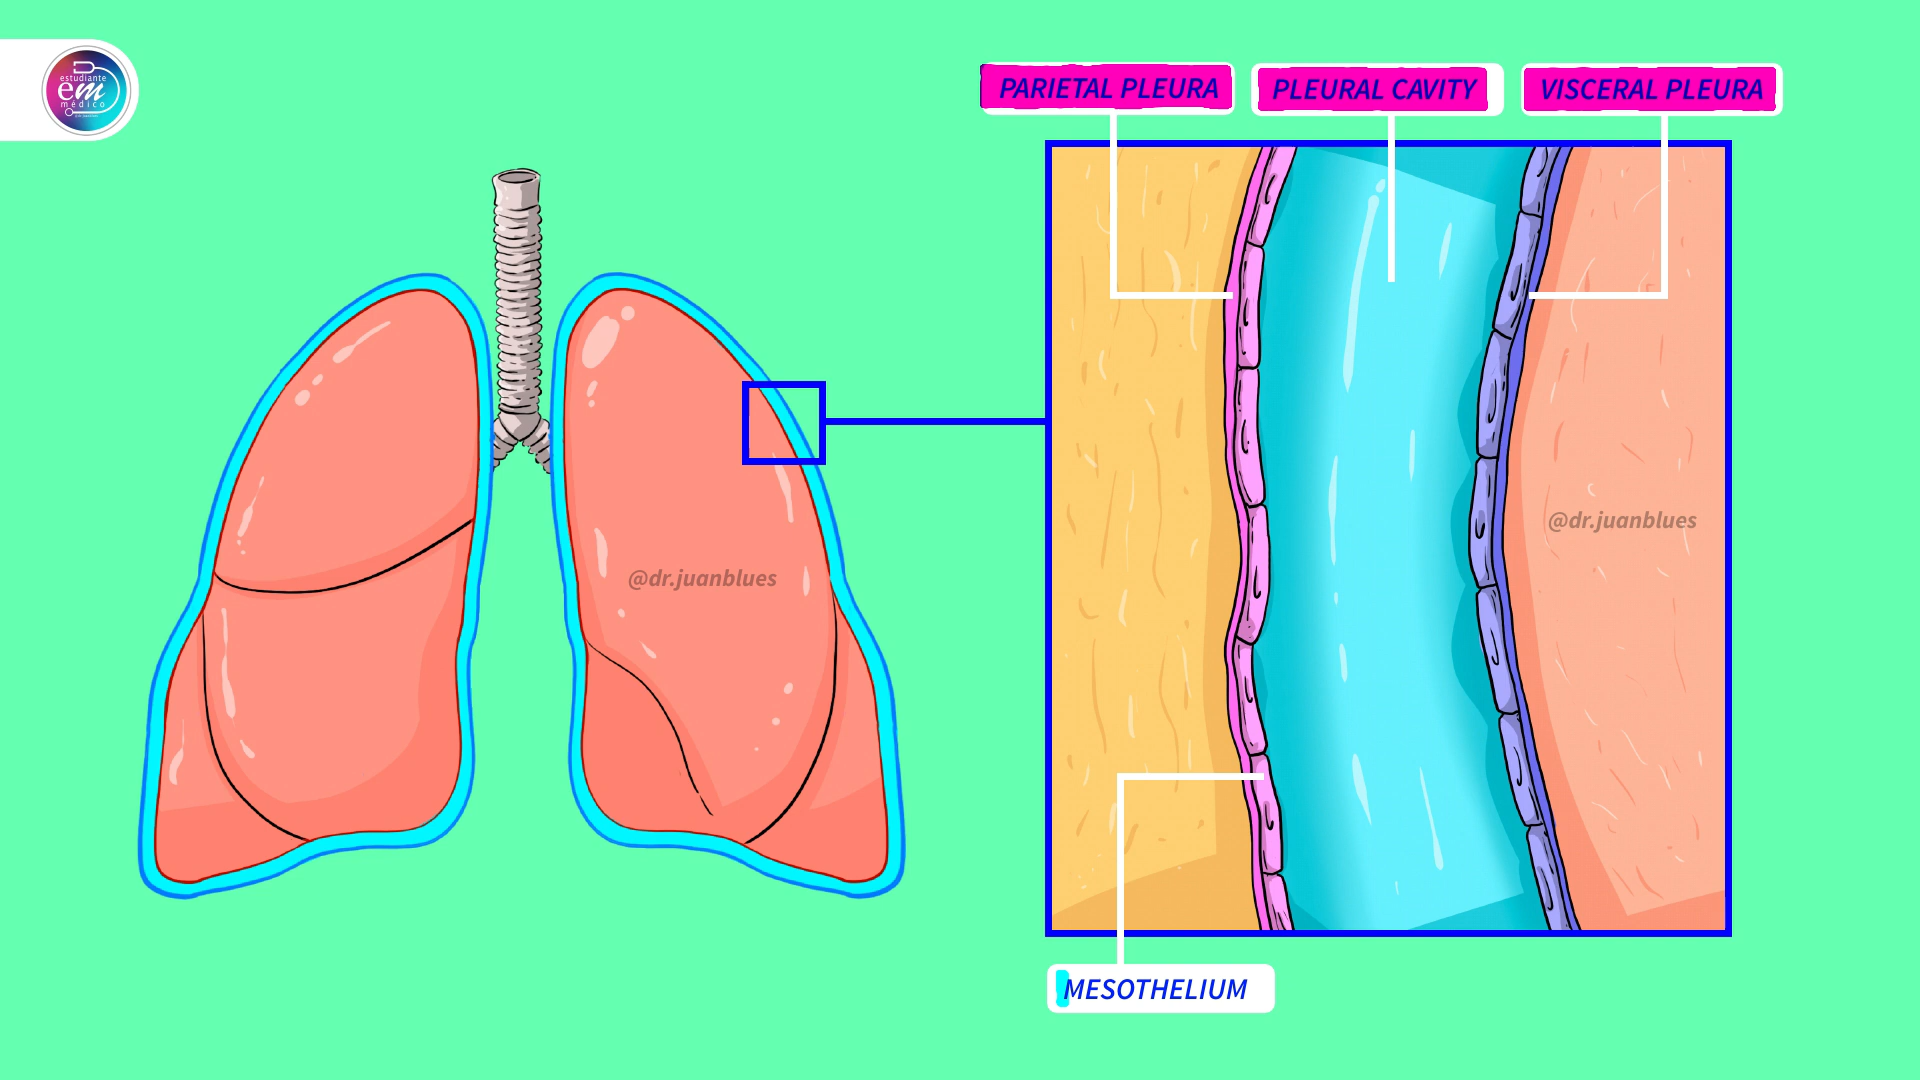 estudiante
em
médico
PARIETAL PLEURA
PLEURAL CAVITY
VISCERAL PLEURA
@dr.juanblues
@dr.juanblues
MESOTHELIUM